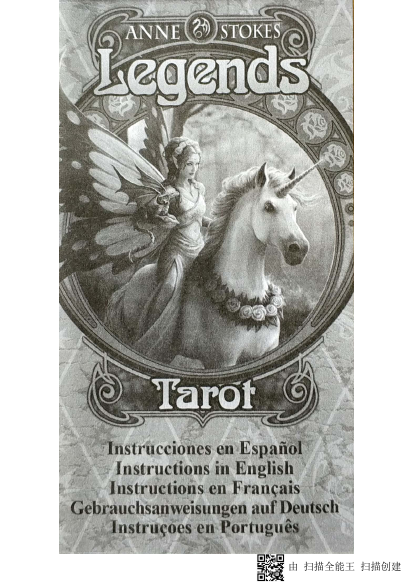 ANNE STOKES
Legends
Tarot
Instrucciones en Español
Instructions in English
Instructions en Français
Gebrauchsanweisungen auf Deutsch
Instruçoes en Português
由 扫描全能王 扫描创建